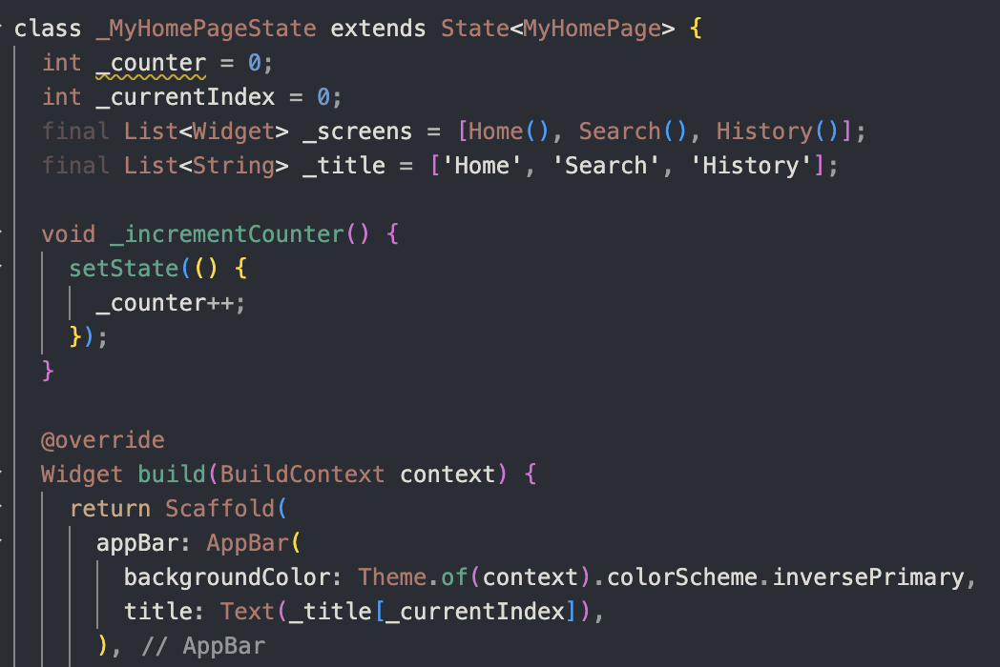 class _MyHomePageState extends State<MyHomePage> {
int _counter = 0;
int _currentIndex = 0;
final List<Widget> _screens = [Home(), Search(), History()];
final List<String> _title = ['Home', 'Search', 'History'];
void _incrementCounter() {
setState(() {
_counter++;
});
}
@override
Widget build(BuildContext context) {
return Scaffold(
appBar: AppBar(
backgroundColor: Theme.of(context).colorScheme.inversePrimary,
title: Text(_title[_currentIndex]),
), // AppBar